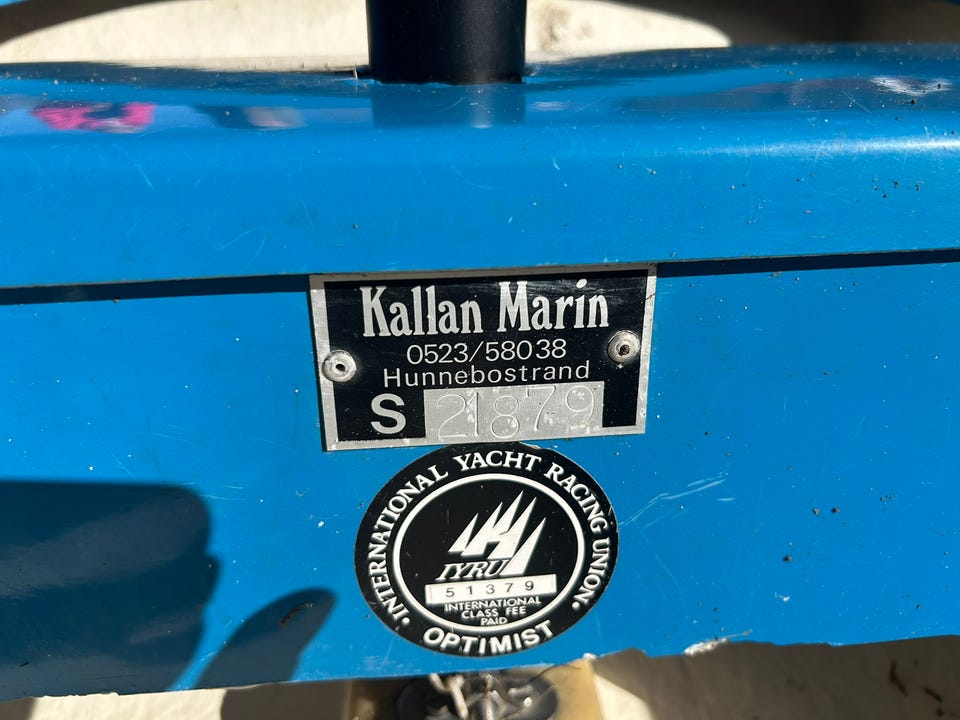 Kallan Marin
0523/58038
Hunnebostrand
S 21879
INTERNATIONAL YACHT RACING UNION
IYRU
51379
INTERNATIONAL
CLASS FEE
PAID
OPTIMIST